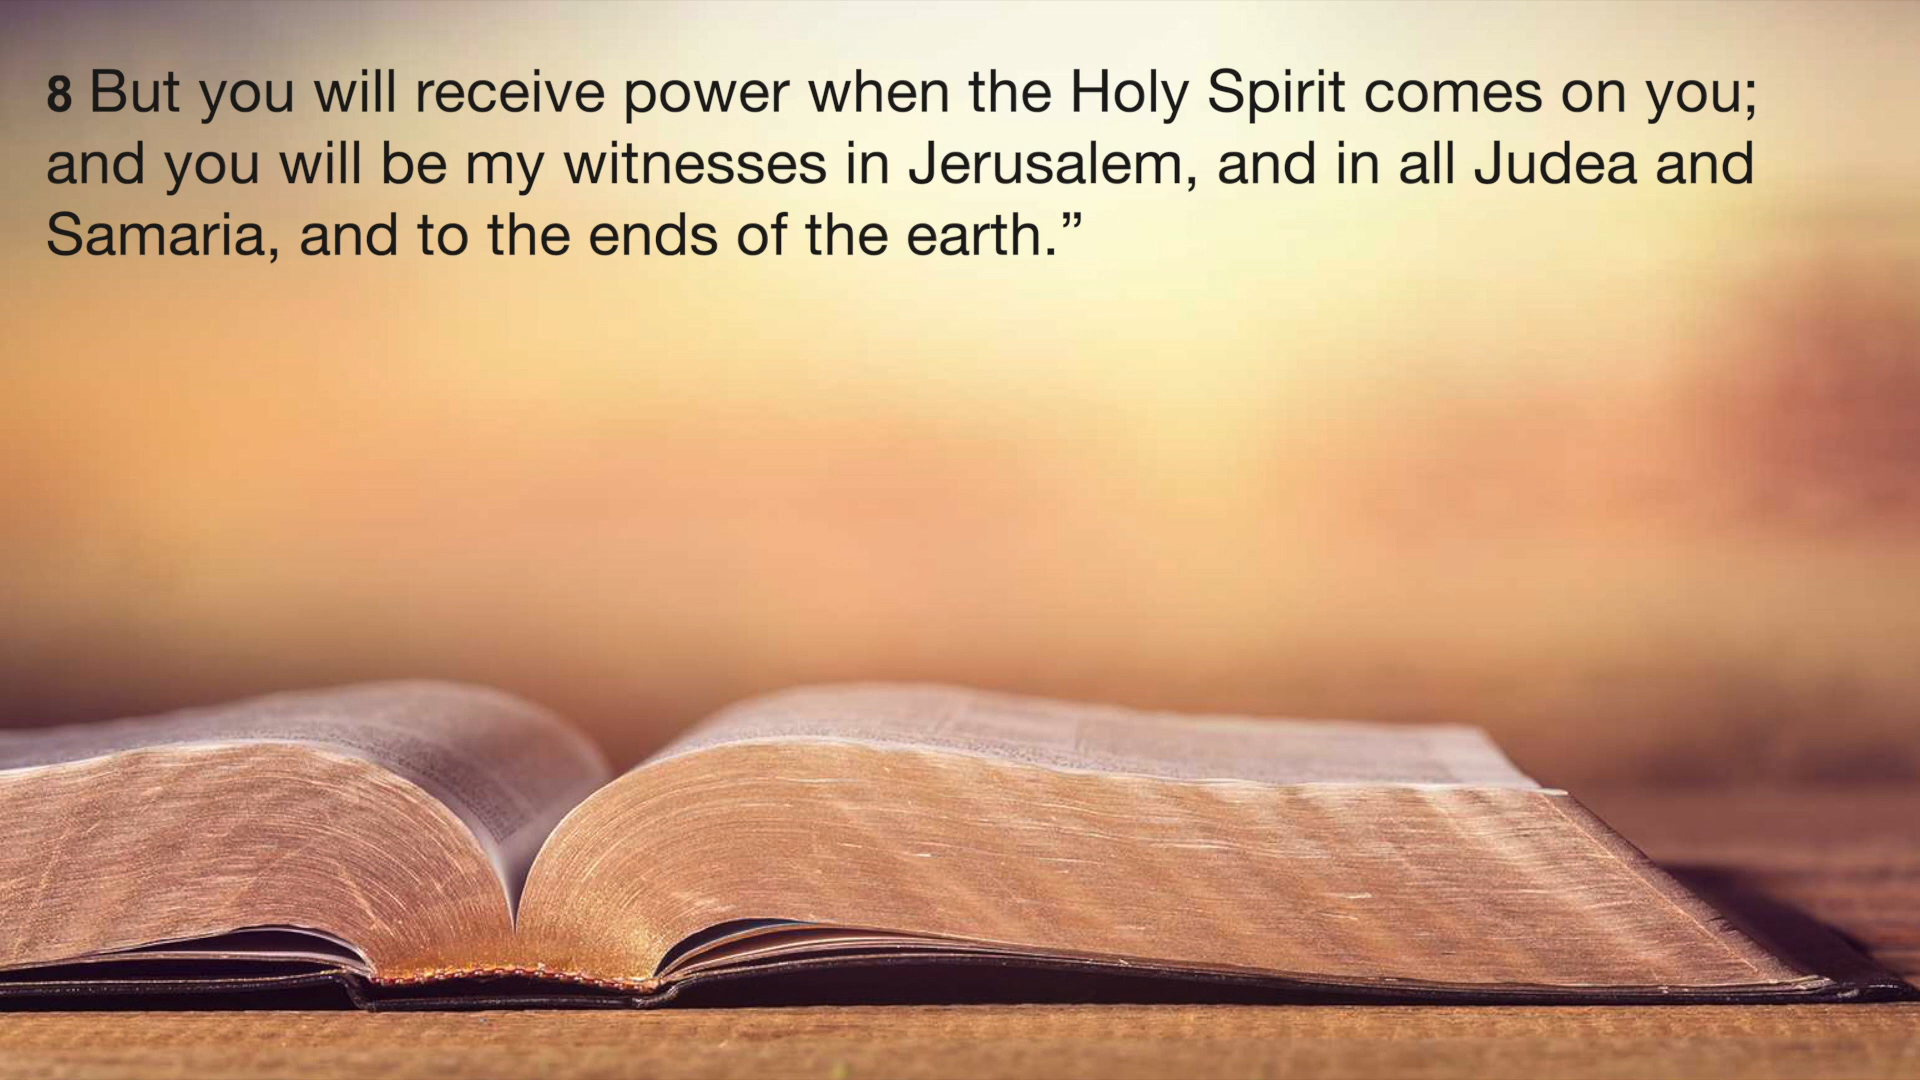 8 But you will receive power when the Holy Spirit comes on you;
and you will be my witnesses in Jerusalem, and in all Judea and
Samaria, and to the ends of the earth.”